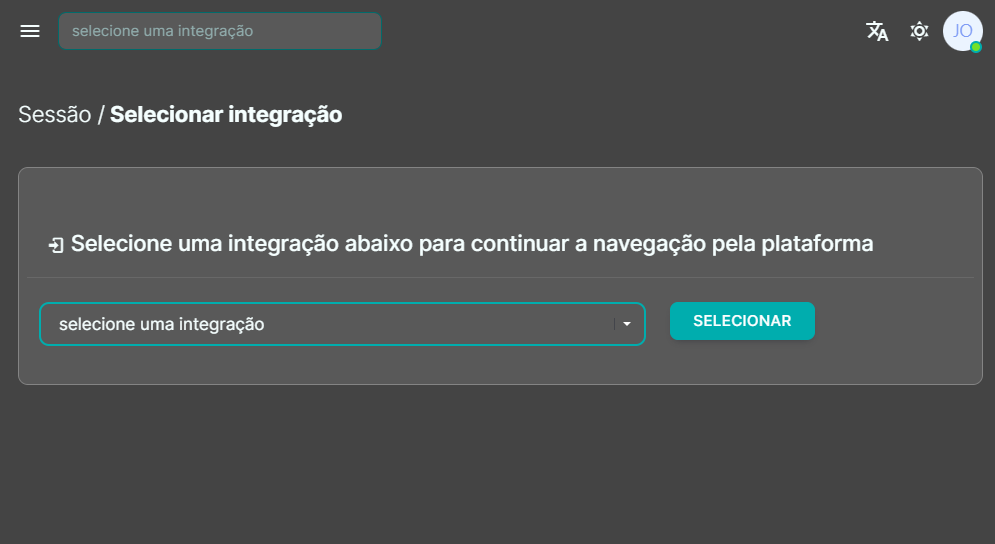 selecione uma integração
JO
Sessão / Selecionar integração
Selecione uma integração abaixo para continuar a navegação pela plataforma
selecione uma integração
SELECIONAR